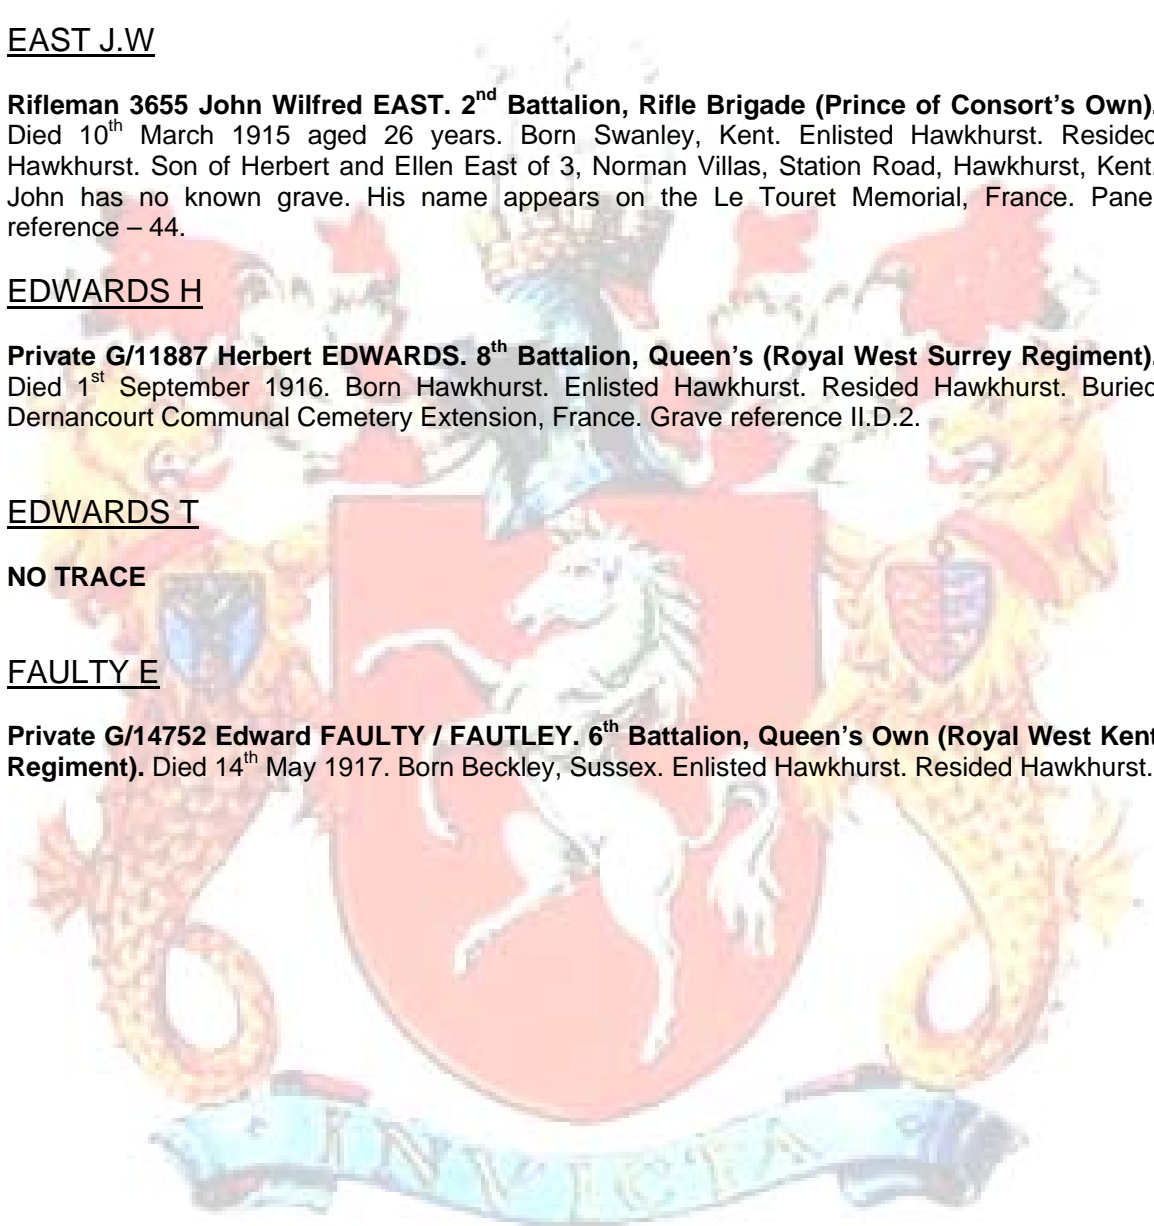 EAST J.W
Rifleman 3655 John Wilfred EAST. 2nd Battalion, Rifle Brigade (Prince of Consort's Own).
Died 10th March 1915 aged 26 years. Born Swanley, Kent. Enlisted Hawkhurst. Resided
Hawkhurst. Son of Herbert and Ellen East of 3, Norman Villas, Station Road, Hawkhurst, Kent.
John has no known grave. His name appears on the Le Touret Memorial, France. Panel
reference – 44.
EDWARDS H
Private G/11887 Herbert EDWARDS. 8th Battalion, Queen's (Royal West Surrey Regiment).
Died 1st September 1916. Born Hawkhurst. Enlisted Hawkhurst. Resided Hawkhurst. Buried
Dernancourt Communal Cemetery Extension, France. Grave reference II.D.2.
EDWARDS T
NO TRACE
FAULTY E
Private G/14752 Edward FAULTY / FAUTLEY. 6th Battalion, Queen's Own (Royal West Kent
Regiment). Died 14th May 1917. Born Beckley, Sussex. Enlisted Hawkhurst. Resided Hawkhurst.
INVICTA